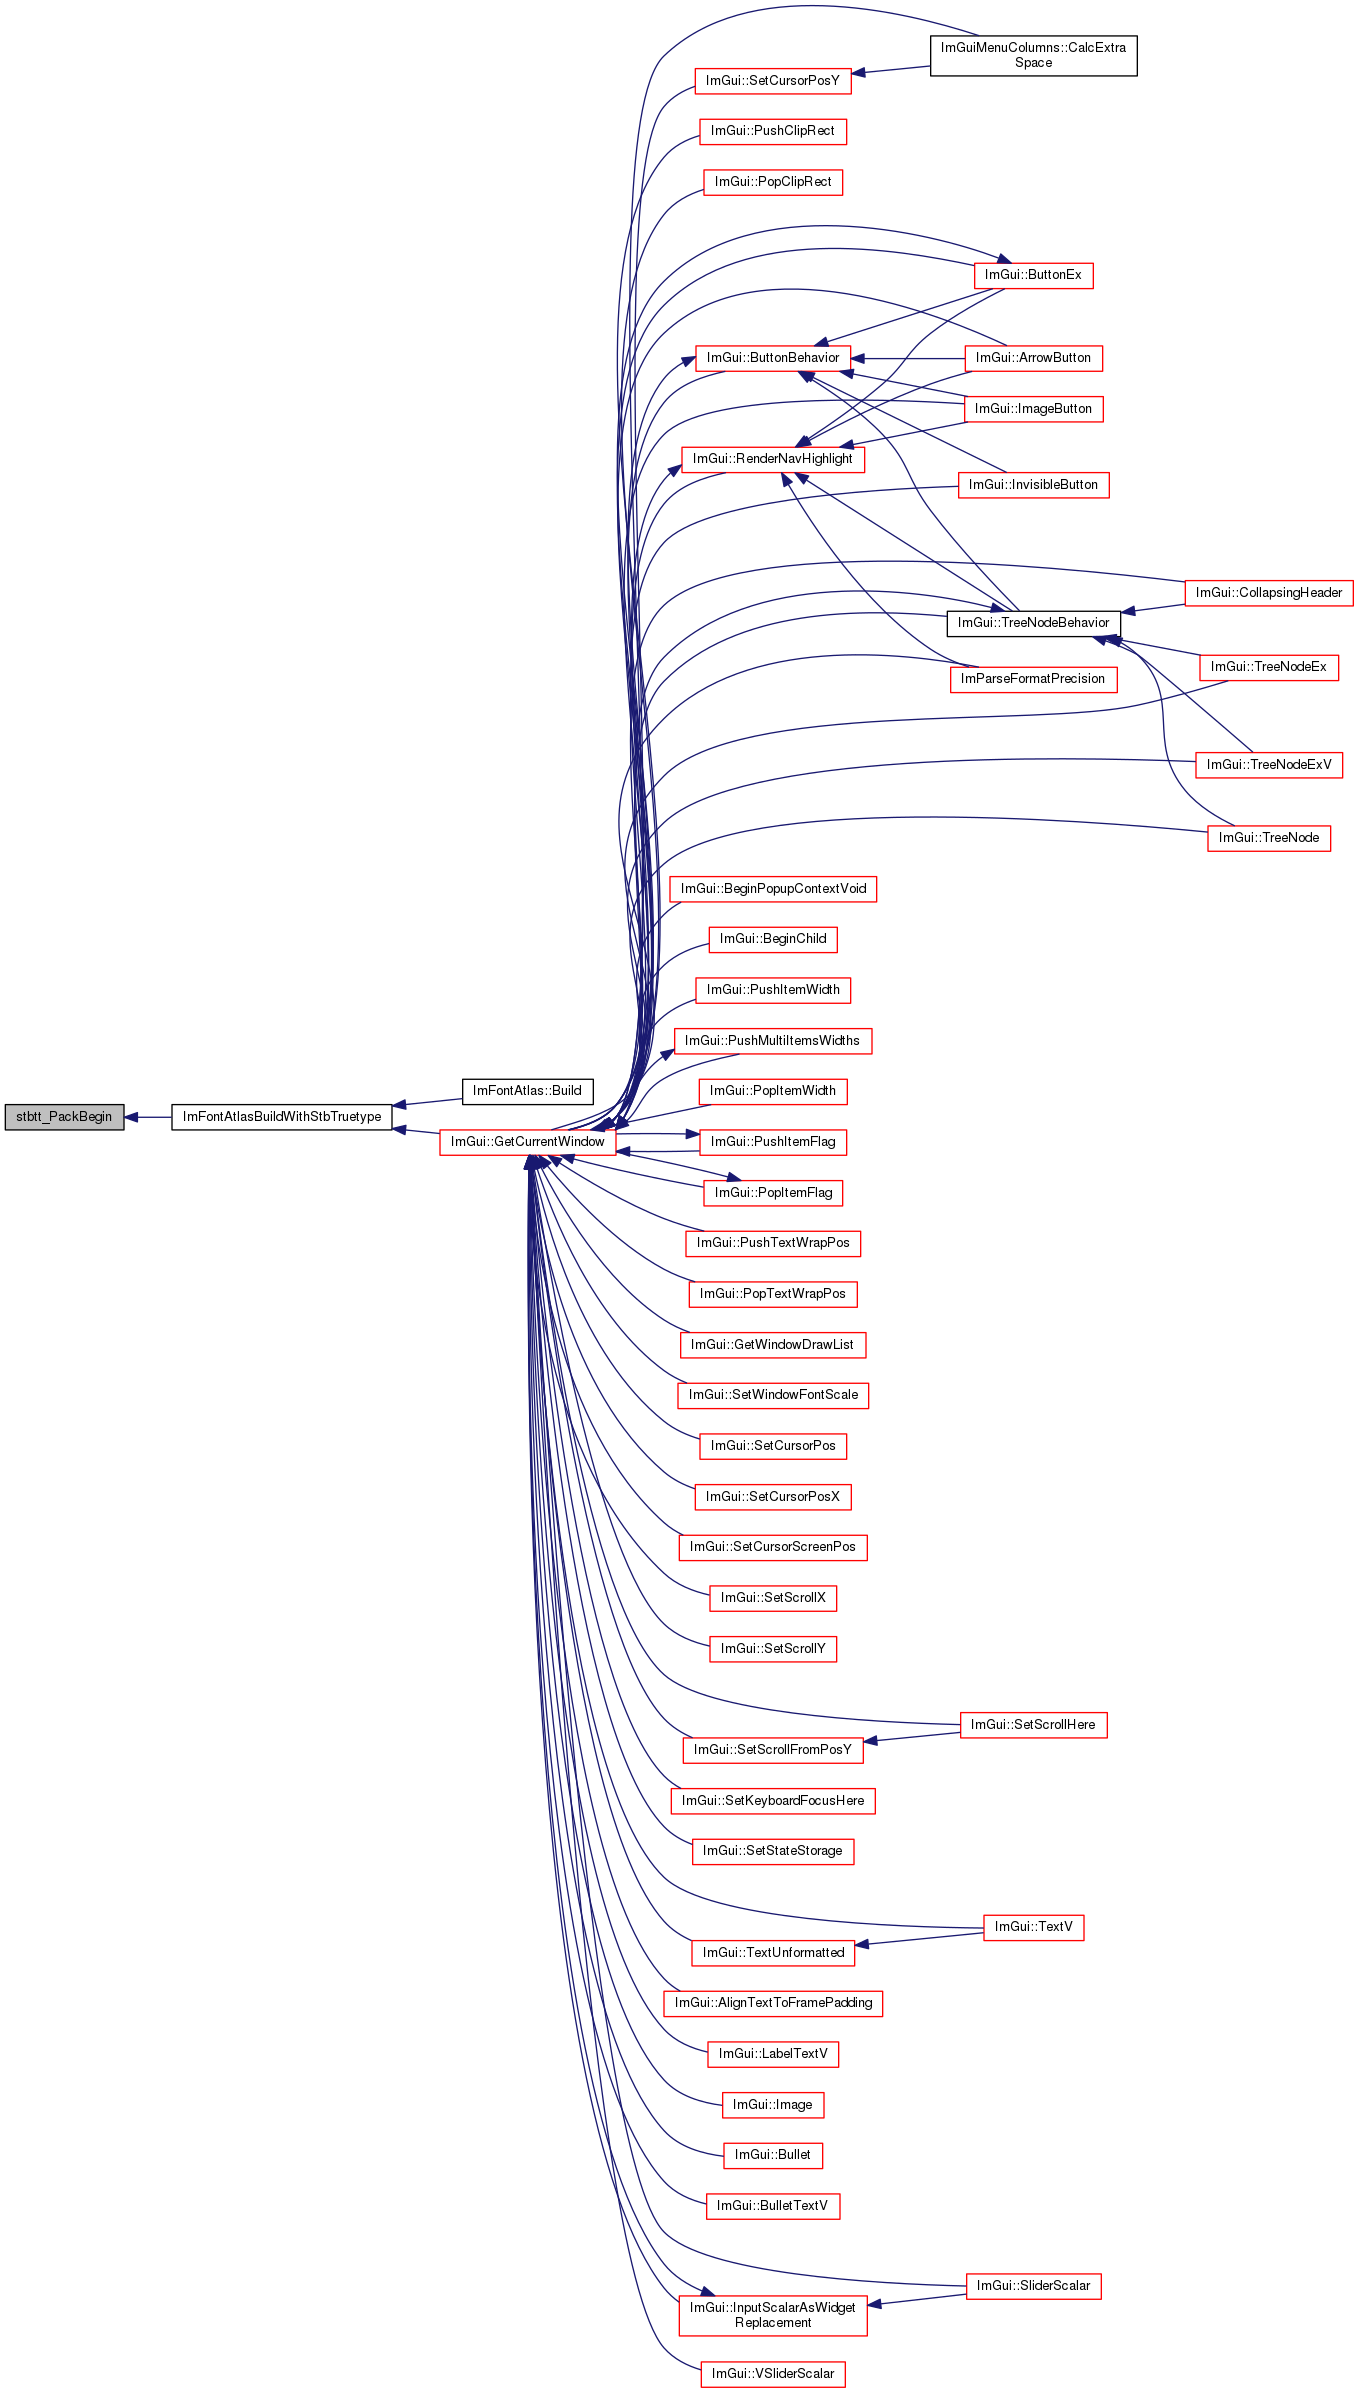 ImGuiMenuColumns::CalcExtra
Space
ImGui::SetCursorPosY
ImGui::PushClipRect
ImGui::PopClipRect
ImGui::ButtonEx
ImGui::ButtonBehavior
ImGui::ArrowButton
ImGui::ImageButton
ImGui::RenderNavHighlight
ImGui::InvisibleButton
ImGui::CollapsingHeader
ImGui::TreeNodeBehavior
ImGui::TreeNodeEx
ImParseFormatPrecision
ImGui::TreeNodeExV
ImGui::TreeNode
ImGui::BeginPopupContextVoid
ImGui::BeginChild
ImGui::PushItemWidth
ImGui::PushMultiItemsWidths
ImFontAtlas::Build
ImGui::PopItemWidth
stbtt_PackBegin
ImFontAtlasBuildWithStbTruetype
ImGui::GetCurrentWindow
ImGui::PushItemFlag
ImGui::PopItemFlag
ImGui::PushTextWrapPos
ImGui::PopTextWrapPos
ImGui::GetWindowDrawList
ImGui::SetWindowFontScale
ImGui::SetCursorPos
ImGui::SetCursorPosX
ImGui::SetCursorScreenPos
ImGui::SetScrollX
ImGui::SetScrollY
ImGui::SetScrollHere
ImGui::SetScrollFromPosY
ImGui::SetKeyboardFocusHere
ImGui::SetStateStorage
ImGui::TextV
ImGui::TextUnformatted
ImGui::AlignTextToFramePadding
ImGui::LabelTextV
ImGui::Image
ImGui::Bullet
ImGui::BulletTextV
ImGui::SliderScalar
ImGui::InputScalarAsWidget
Replacement
ImGui::VSliderScalar